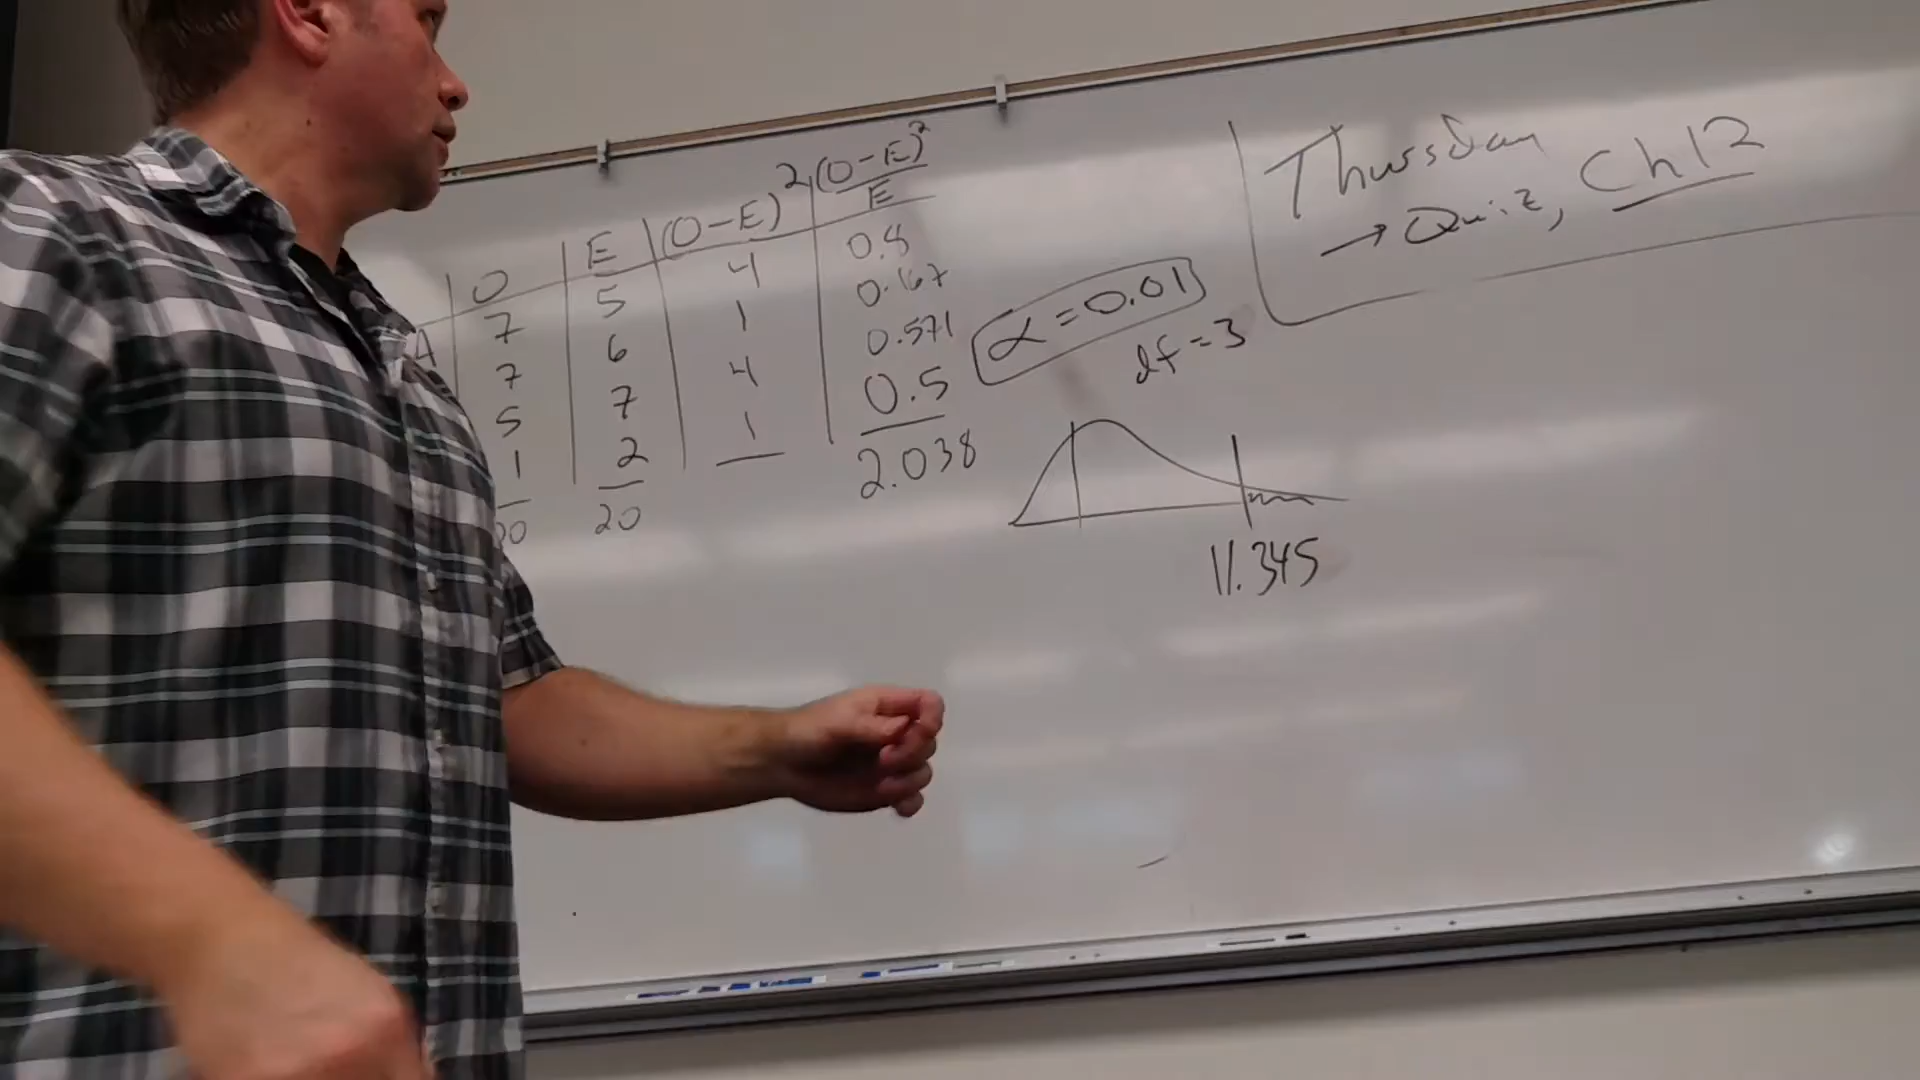 O E (O-E)² (O-E)²/E
A 7 5 4 0.8
7 6 1 0.167
5 7 4 0.571
1 2 1 0.5
20 20 2.038
α = 0.01
df = 3
11.345
Thursday
→ Quiz, Ch12